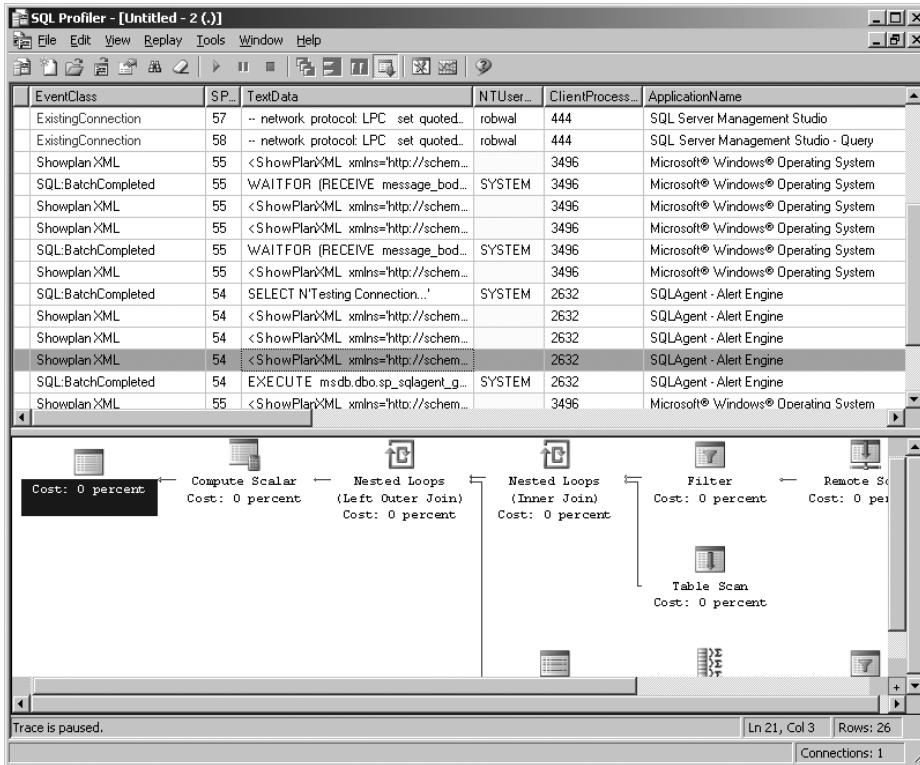 SQL Profiler - [Untitled - 2 (.)]
File Edit View Replay Tools Window Help
EventClass SP... TextData NTUser... ClientProcess... ApplicationName
ExistingConnection 57 -- network protocol: LPC set quoted... robwal 444 SQL Server Management Studio
ExistingConnection 58 -- network protocol: LPC set quoted... robwal 444 SQL Server Management Studio - Query
Showplan XML 55 <ShowPlanXML xmlns='http://schem... 3496 Microsoft® Windows® Operating System
SQL:BatchCompleted 55 WAITFOR (RECEIVE message_bod... SYSTEM 3496 Microsoft® Windows® Operating System
Showplan XML 55 <ShowPlanXML xmlns='http://schem... 3496 Microsoft® Windows® Operating System
Showplan XML 55 <ShowPlanXML xmlns='http://schem... 3496 Microsoft® Windows® Operating System
SQL:BatchCompleted 55 WAITFOR (RECEIVE message_bod... SYSTEM 3496 Microsoft® Windows® Operating System
Showplan XML 55 <ShowPlanXML xmlns='http://schem... 3496 Microsoft® Windows® Operating System
SQL:BatchCompleted 54 SELECT N'Testing Connection...' SYSTEM 2632 SQLAgent - Alert Engine
Showplan XML 54 <ShowPlanXML xmlns='http://schem... 2632 SQLAgent - Alert Engine
Showplan XML 54 <ShowPlanXML xmlns='http://schem... 2632 SQLAgent - Alert Engine
Showplan XML 54 <ShowPlanXML xmlns='http://schem... 2632 SQLAgent - Alert Engine
SQL:BatchCompleted 54 EXECUTE msdb.dbo.sp_sqlagent_g... SYSTEM 2632 SQLAgent - Alert Engine
Showplan XML 55 <ShowPlanXML xmlns='http://schem... 3496 Microsoft® Windows® Operating System
Cost: 0 percent
Compute Scalar
Cost: 0 percent
Nested Loops
(Left Outer Join)
Cost: 0 percent
Nested Loops
(Inner Join)
Cost: 0 percent
Filter
Cost: 0 percent
Remote Sc
Cost: 0 per
Table Scan
Cost: 0 percent
Trace is paused. Ln 21, Col 3 Rows: 26
Connections: 1